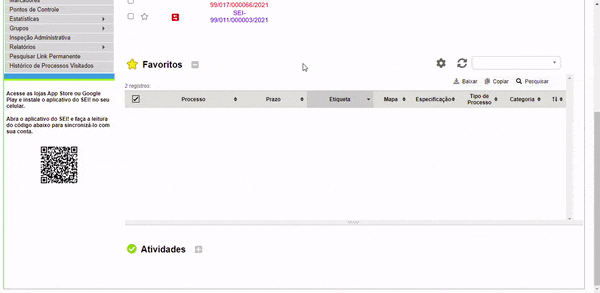 Marcadores
Pontos de Controle
Estatísticas
Grupos
Inspeção Administrativa
Relatórios
Pesquisar Link Permanente
Histórico de Processos Visitados
Acesse as lojas App Store ou Google
Play e instale o aplicativo do SEI! no seu
celular.
Abra o aplicativo do SEI! e faça a leitura
do código abaixo para sincronizá-lo com
sua conta.
99/017/000066/2021
SEI-
99/011/000003/2021
Favoritos
Baixar Copiar Pesquisar
2 registros:
Processo Prazo Etiqueta Mapa Especificação Tipo de Processo Categoria
Atividades